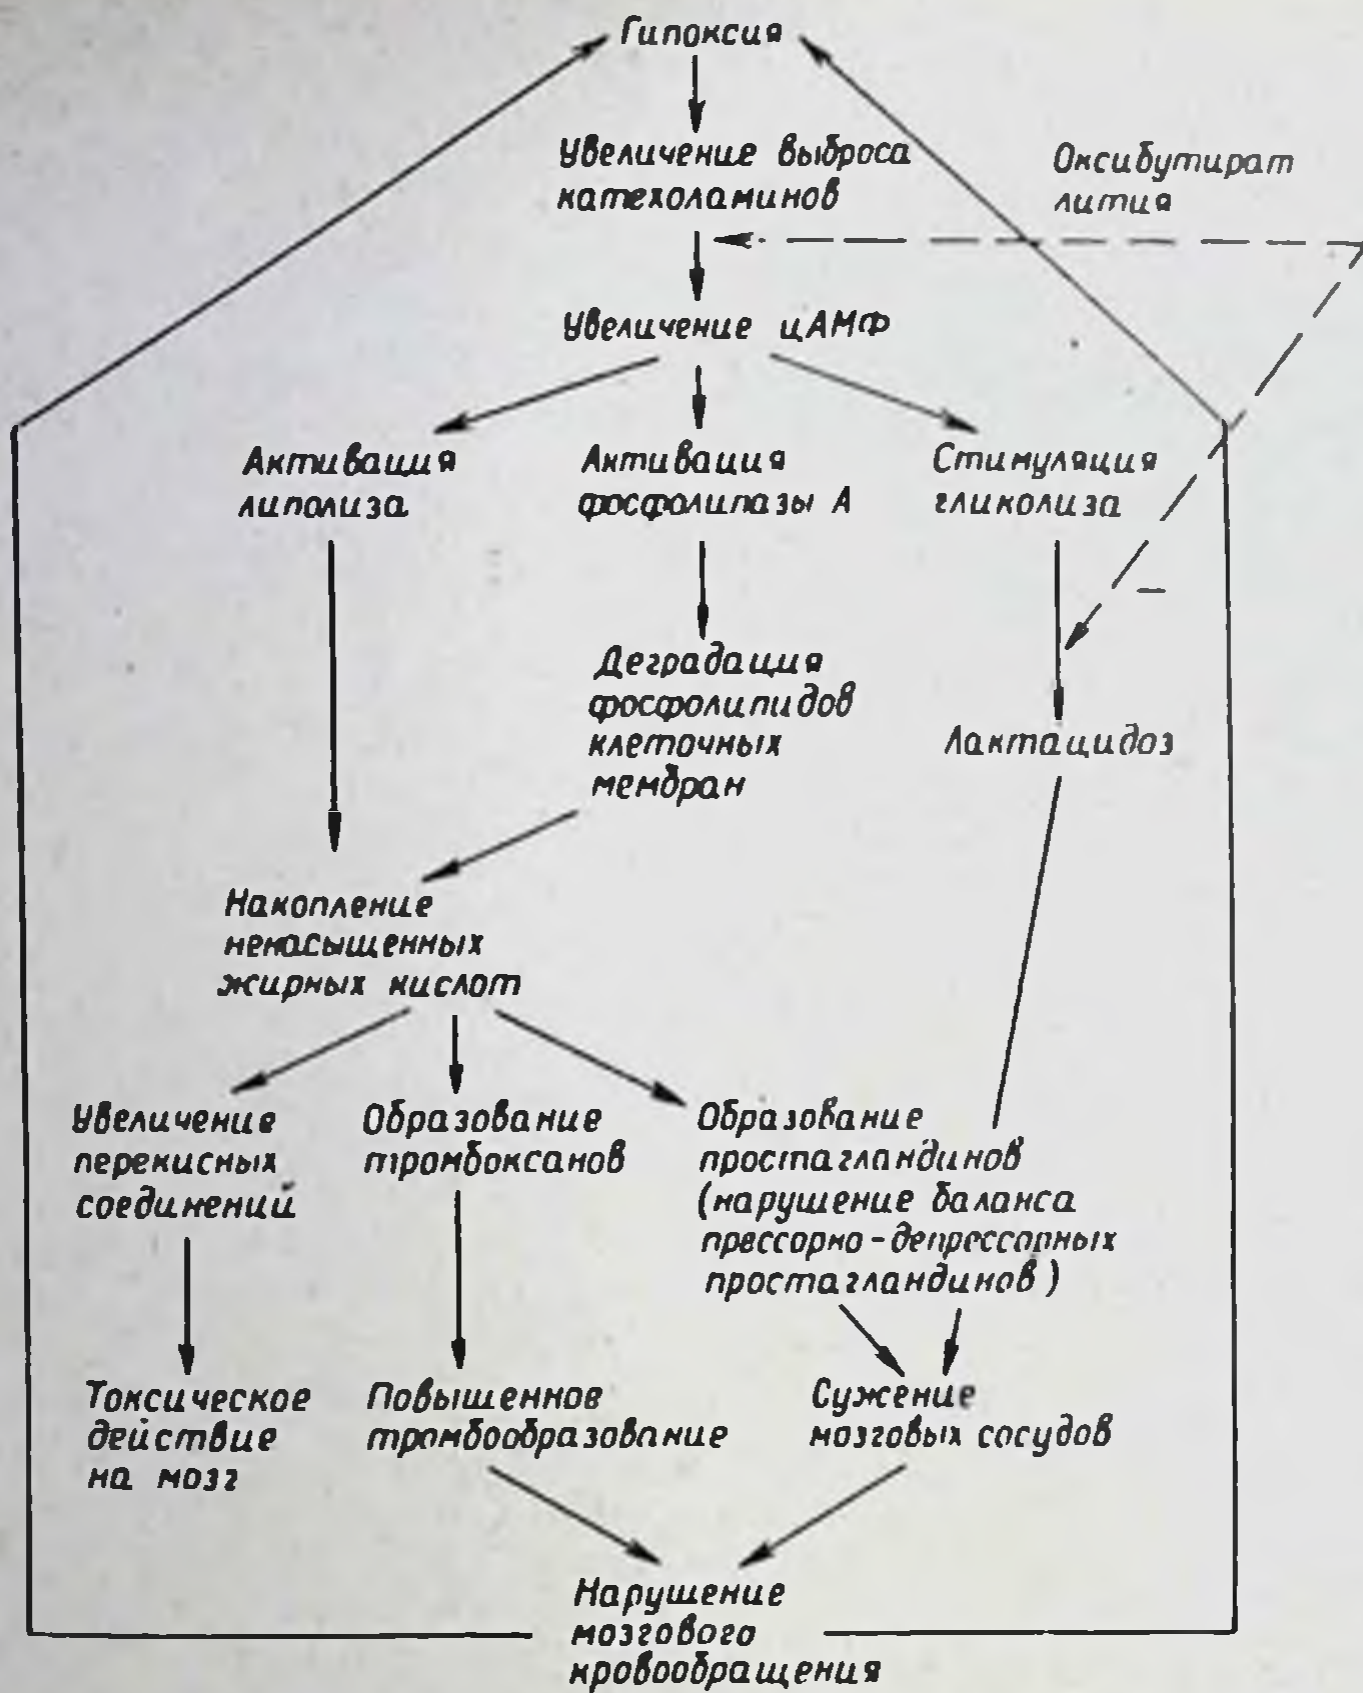 Гипоксия
Увеличение выброса
катехоламинов
Оксибутират
лития
Увеличение цАМФ
Активация
липолиза
Активация
фосфолипазы А
Стимуляция
гликолиза
—
Деградация
фосфолипидов
клеточных
мембран
Лактацидоз
Накопление
ненасыщенных
жирных кислот
Увеличение
перекисных
соединений
Образование
тромбоксанов
Образование
простагландинов
(нарушение баланса
прессорно-депрессорных
простагландинов)
Токсическое
действие
на мозг
Повышенное
тромбообразование
Сужение
мозговых сосудов
Нарушение
мозгового
кровообращения